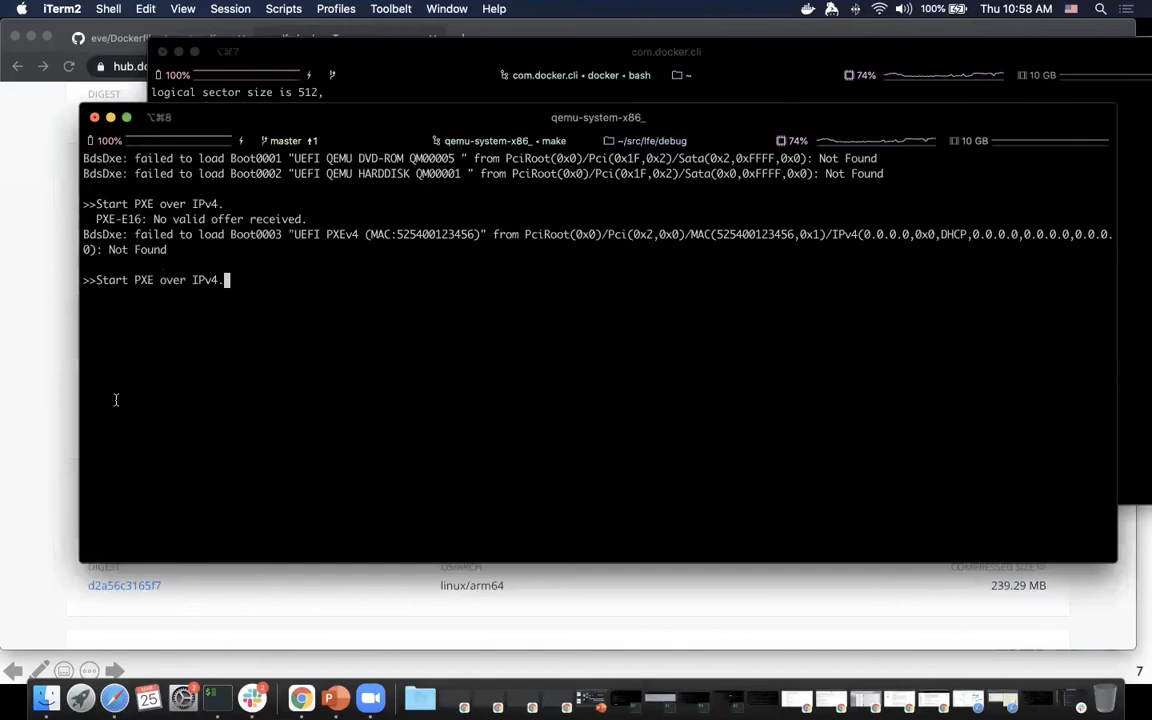 iTerm2 Shell Edit View Session Scripts Profiles Toolbelt Window Help 100% Thu 10:58 AM
eve/Dockerfi
hub.do
⌥⌘7 com.docker.cli
100% com.docker.cli • docker • bash ~ 74% 10 GB
DIGEST
logical sector size is 512,
⌥⌘8 qemu-system-x86_
100% master ↑1 qemu-system-x86_ • make ~/src/lfe/debug 74% 10 GB
BdsDxe: failed to load Boot0001 "UEFI QEMU DVD-ROM QM00005 " from PciRoot(0x0)/Pci(0x1F,0x2)/Sata(0x2,0xFFFF,0x0): Not Found
BdsDxe: failed to load Boot0002 "UEFI QEMU HARDDISK QM00001 " from PciRoot(0x0)/Pci(0x1F,0x2)/Sata(0x0,0xFFFF,0x0): Not Found
>>Start PXE over IPv4.
PXE-E16: No valid offer received.
BdsDxe: failed to load Boot0003 "UEFI PXEv4 (MAC:525400123456)" from PciRoot(0x0)/Pci(0x2,0x0)/MAC(525400123456,0x1)/IPv4(0.0.0.0,0x0,DHCP,0.0.0.0,0.0.0.0,0.0.0.
0): Not Found
>>Start PXE over IPv4.
DIGEST OS/ARCH COMPRESSED SIZE
d2a56c3165f7 linux/arm64 239.29 MB
7
25